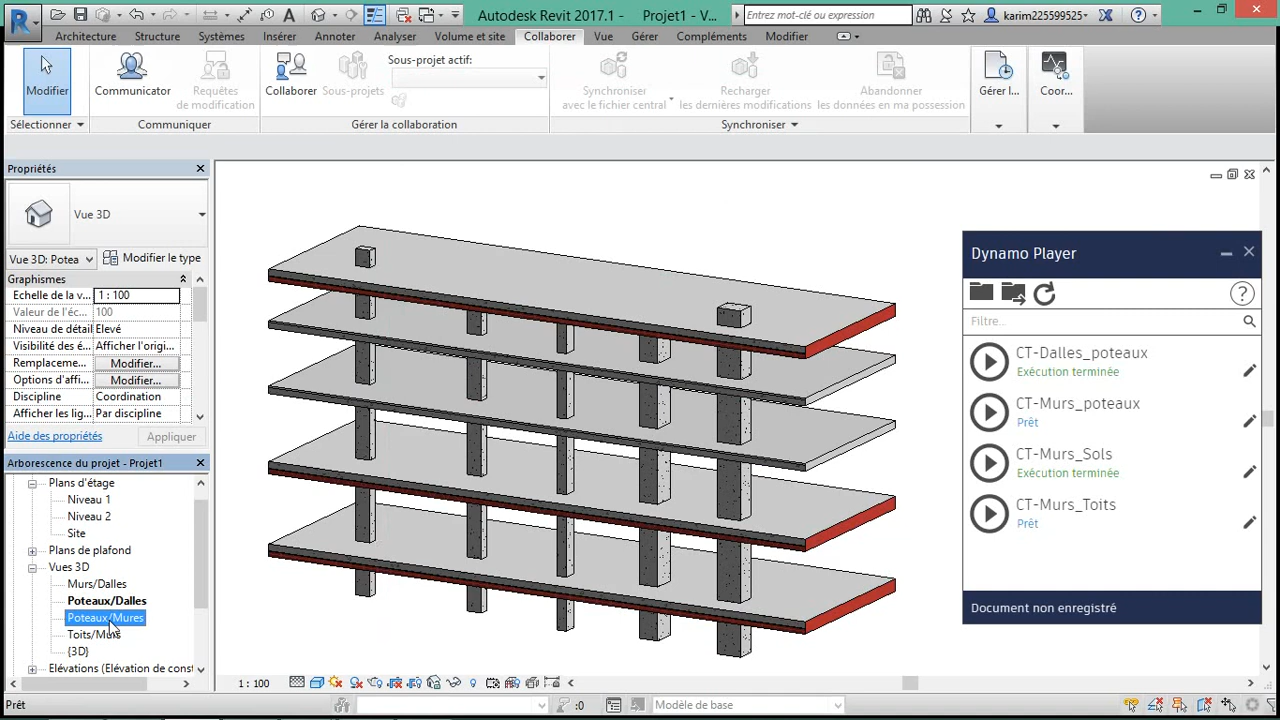 Autodesk Revit 2017.1 - Projet1 - V...
Entrez mot-clé ou expression
karim225599525
Architecture Structure Systèmes Insérer Annoter Analyser Volume et site Collaborer Vue Gérer Compléments Modifier
Modifier
Communicator
Requêtes
de modification
Collaborer
Sous-projets
Sous-projet actif:
Synchroniser
avec le fichier central
Recharger
les dernières modifications
Abandonner
les données en ma possession
Gérer l...
Coor...
Sélectionner
Communiquer
Gérer la collaboration
Synchroniser
Propriétés
Vue 3D
Vue 3D: Potea
Modifier le type
Graphismes
Echelle de la v... 1 : 100
Valeur de l'éc... 100
Niveau de détail Elevé
Visibilité des é... Afficher l'origi...
Remplaceme... Modifier...
Options d'affi... Modifier...
Discipline Coordination
Afficher les lig... Par discipline
Aide des propriétés
Appliquer
Arborescence du projet - Projet1
Plans d'étage
Niveau 1
Niveau 2
Site
Plans de plafond
Vues 3D
Murs/Dalles
Poteaux/Dalles
Poteaux/Mures
Toits/Murs
{3D}
Elévations (Elévation de const
Dynamo Player
Filtre...
CT-Dalles_poteaux
Exécution terminée
CT-Murs_poteaux
Prêt
CT-Murs_Sols
Exécution terminée
CT-Murs_Toits
Prêt
Document non enregistré
1 : 100
Prêt
:0
Modèle de base
:0